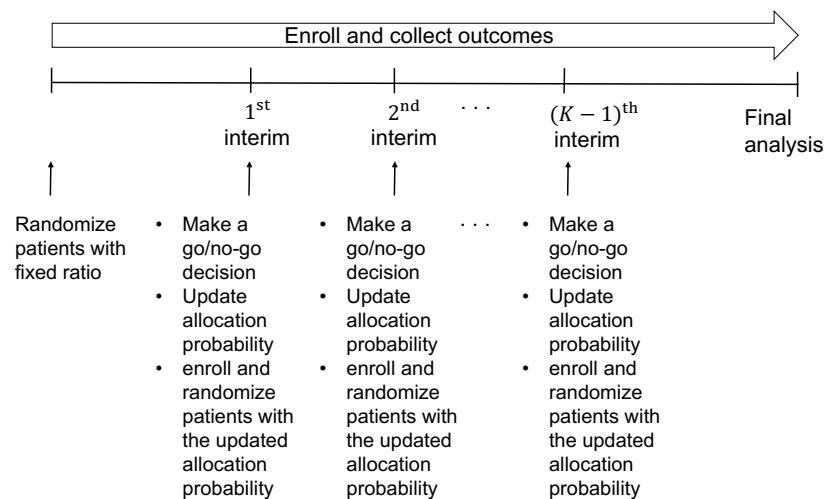 Enroll and collect outcomes
1st
interim
2nd
interim
· · ·
(K − 1)th
interim
Final
analysis
Randomize
patients with
fixed ratio
• Make a
go/no-go
decision
• Update
allocation
probability
• enroll and
randomize
patients with
the updated
allocation
probability
• Make a
go/no-go
decision
• Update
allocation
probability
• enroll and
randomize
patients with
the updated
allocation
probability
· · ·
• Make a
go/no-go
decision
• Update
allocation
probability
• enroll and
randomize
patients with
the updated
allocation
probability